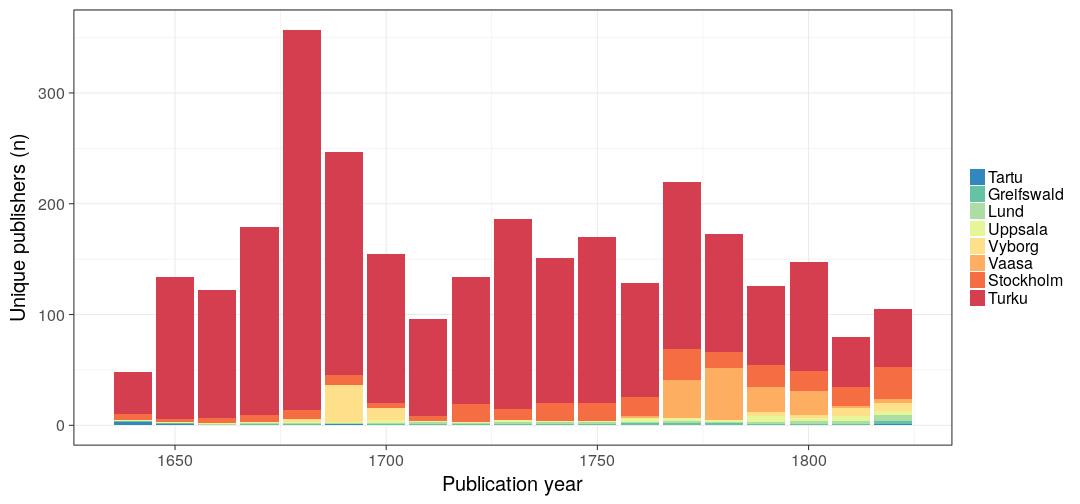 Unique publishers (n)
300
200
100
0
1650
1700
1750
1800
Publication year
Tartu
Greifswald
Lund
Uppsala
Vyborg
Vaasa
Stockholm
Turku